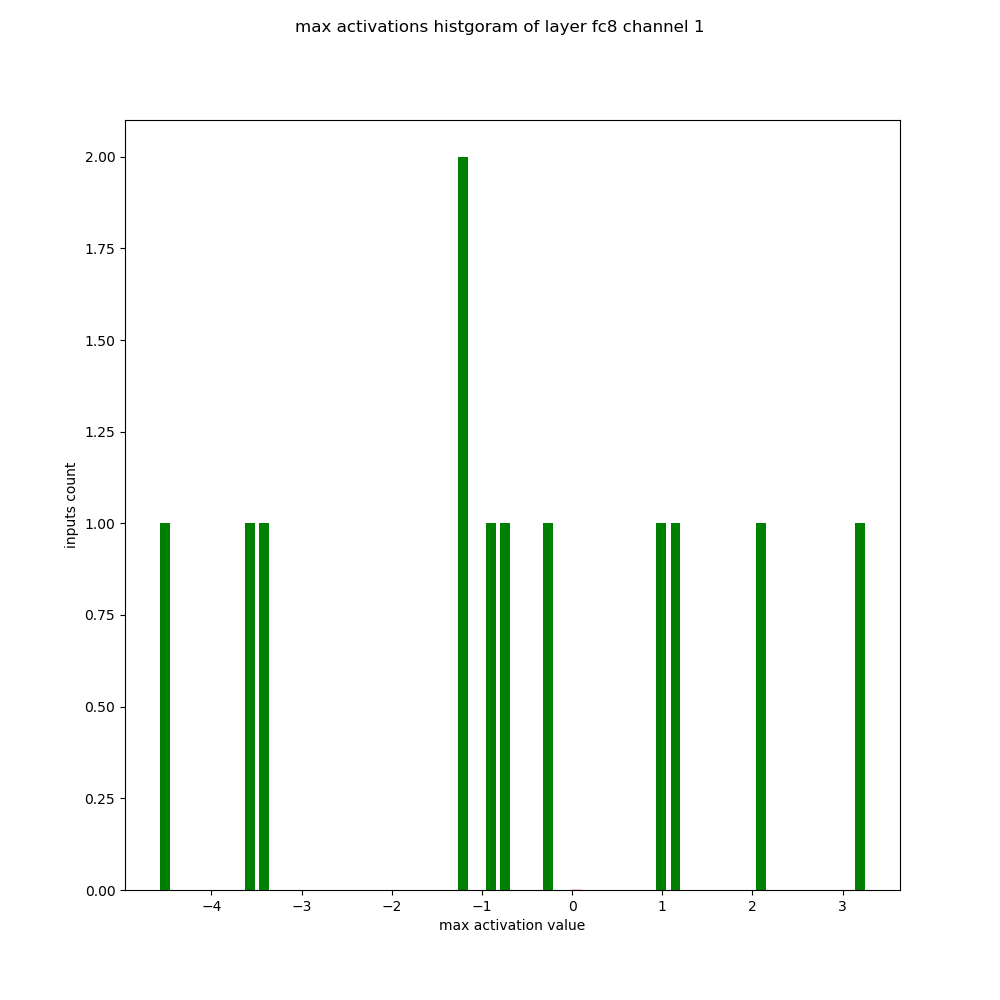 max activations histgoram of layer fc8 channel 1
2.00
1.75
1.50
1.25
1.00
0.75
0.50
0.25
0.00
inputs count
−4 −3 −2 −1 0 1 2 3
max activation value